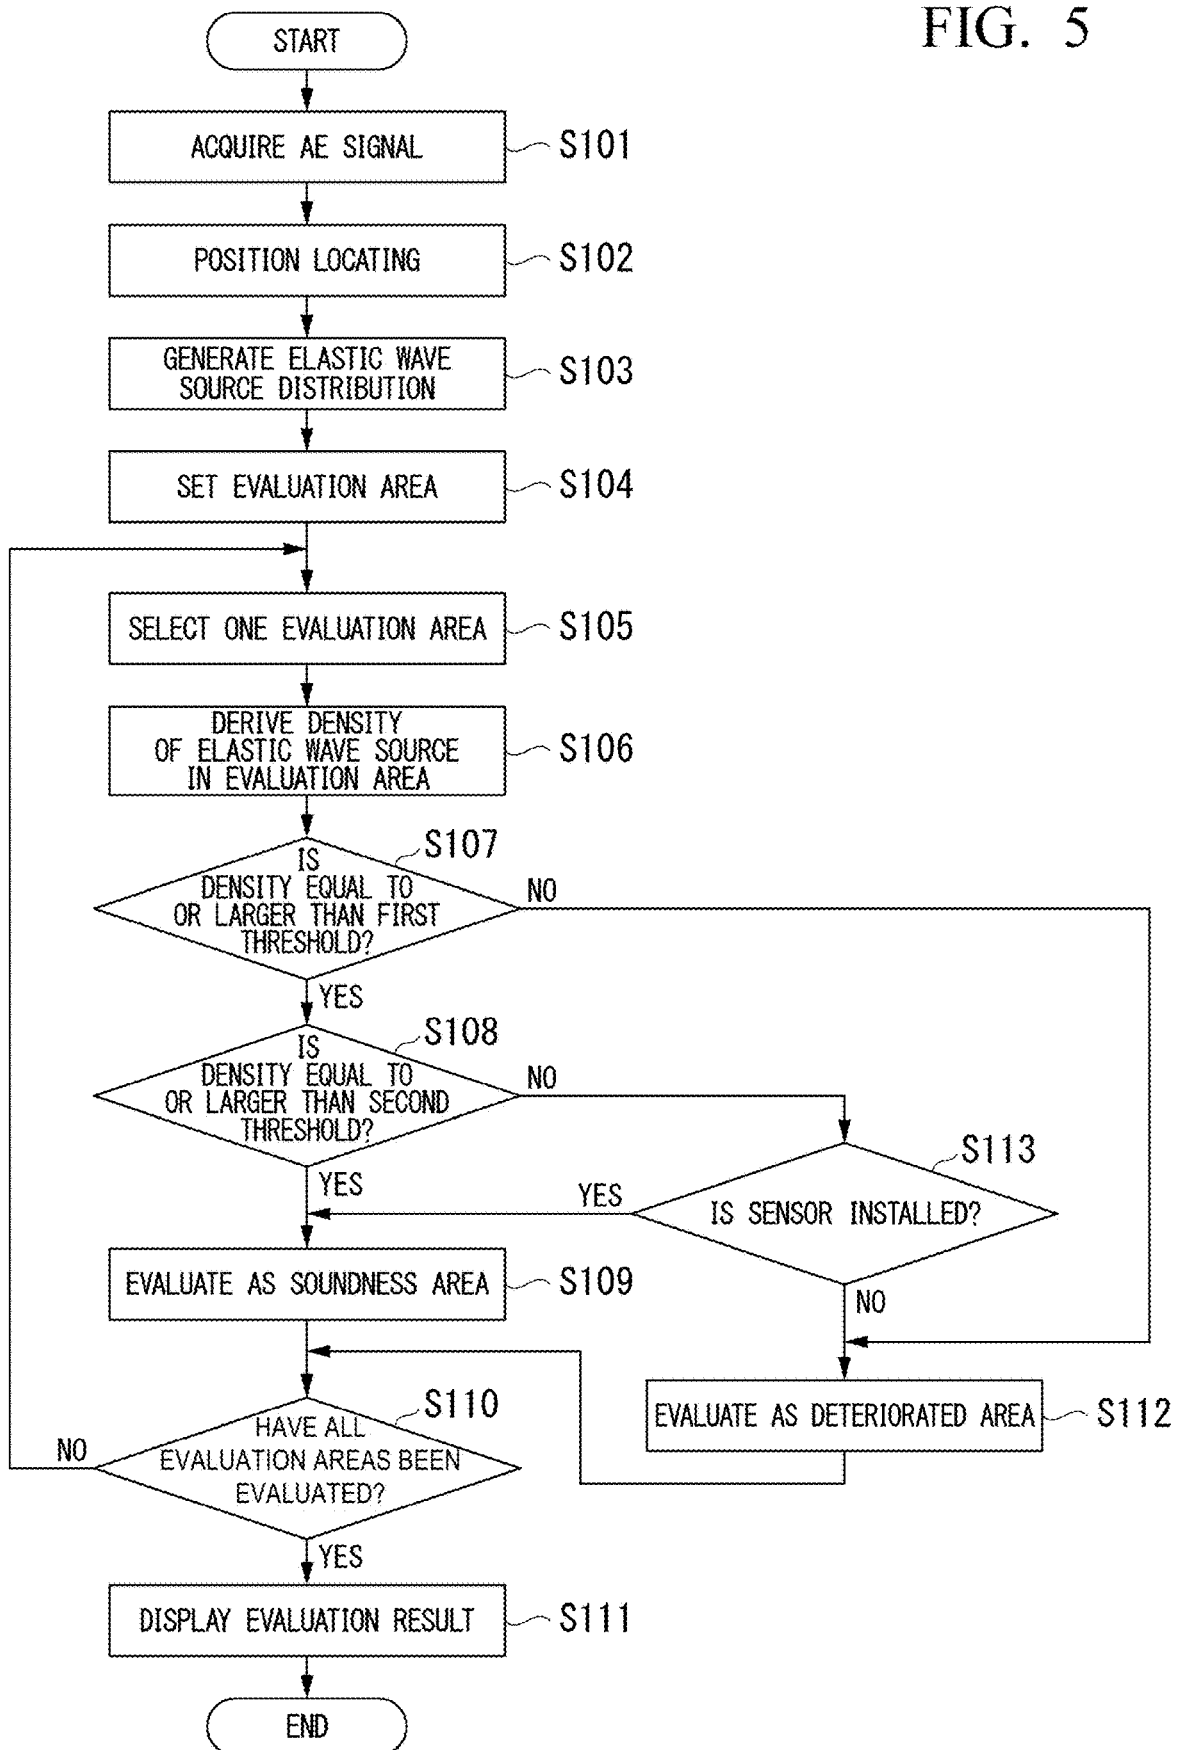 FIG. 5
START
ACQUIRE AE SIGNAL
S101
POSITION LOCATING
S102
GENERATE ELASTIC WAVE
SOURCE DISTRIBUTION
S103
SET EVALUATION AREA
S104
SELECT ONE EVALUATION AREA
S105
DERIVE DENSITY
OF ELASTIC WAVE SOURCE
IN EVALUATION AREA
S106
S107
IS
DENSITY EQUAL TO
OR LARGER THAN FIRST
THRESHOLD?
NO
YES
S108
IS
DENSITY EQUAL TO
OR LARGER THAN SECOND
THRESHOLD?
NO
YES
S113
IS SENSOR INSTALLED?
YES
NO
EVALUATE AS SOUNDNESS AREA
S109
EVALUATE AS DETERIORATED AREA
S112
S110
HAVE ALL
EVALUATION AREAS BEEN
EVALUATED?
NO
YES
DISPLAY EVALUATION RESULT
S111
END